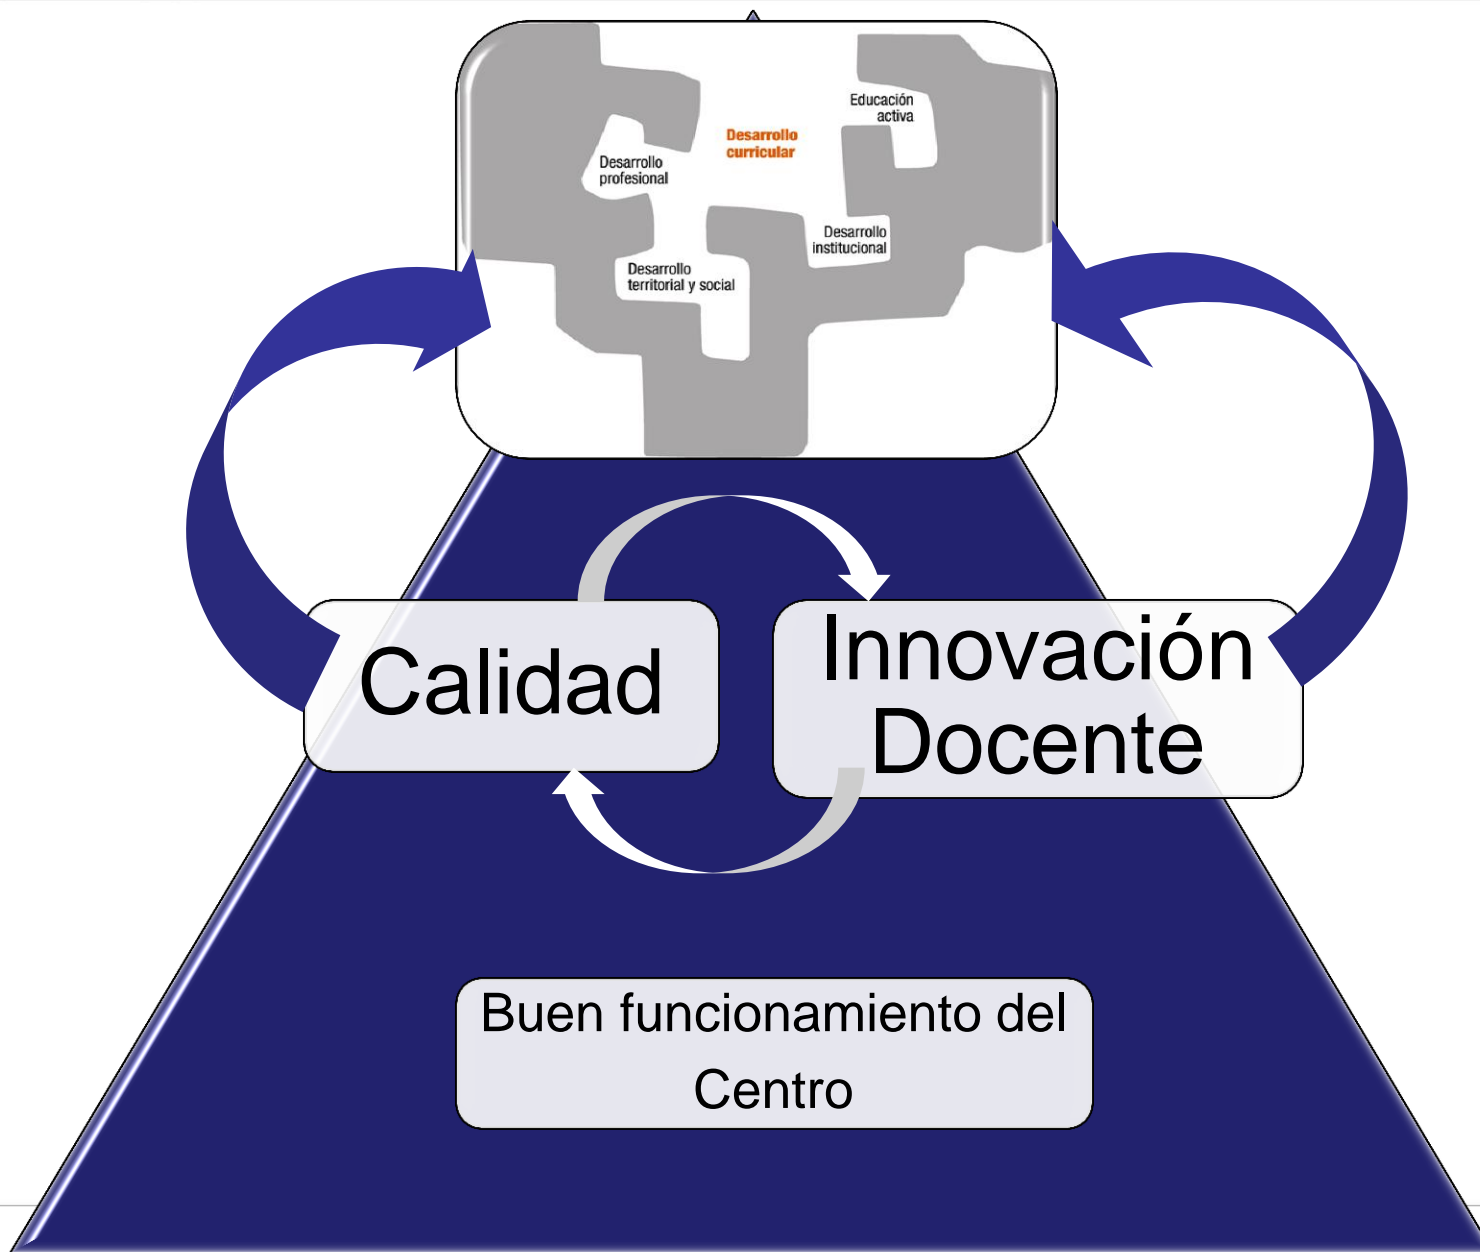 Educación
activa
Desarrollo
curricular
Desarrollo
profesional
Desarrollo
institucional
Desarrollo
territorial y social
Calidad
Innovación
Docente
Buen funcionamiento del
Centro